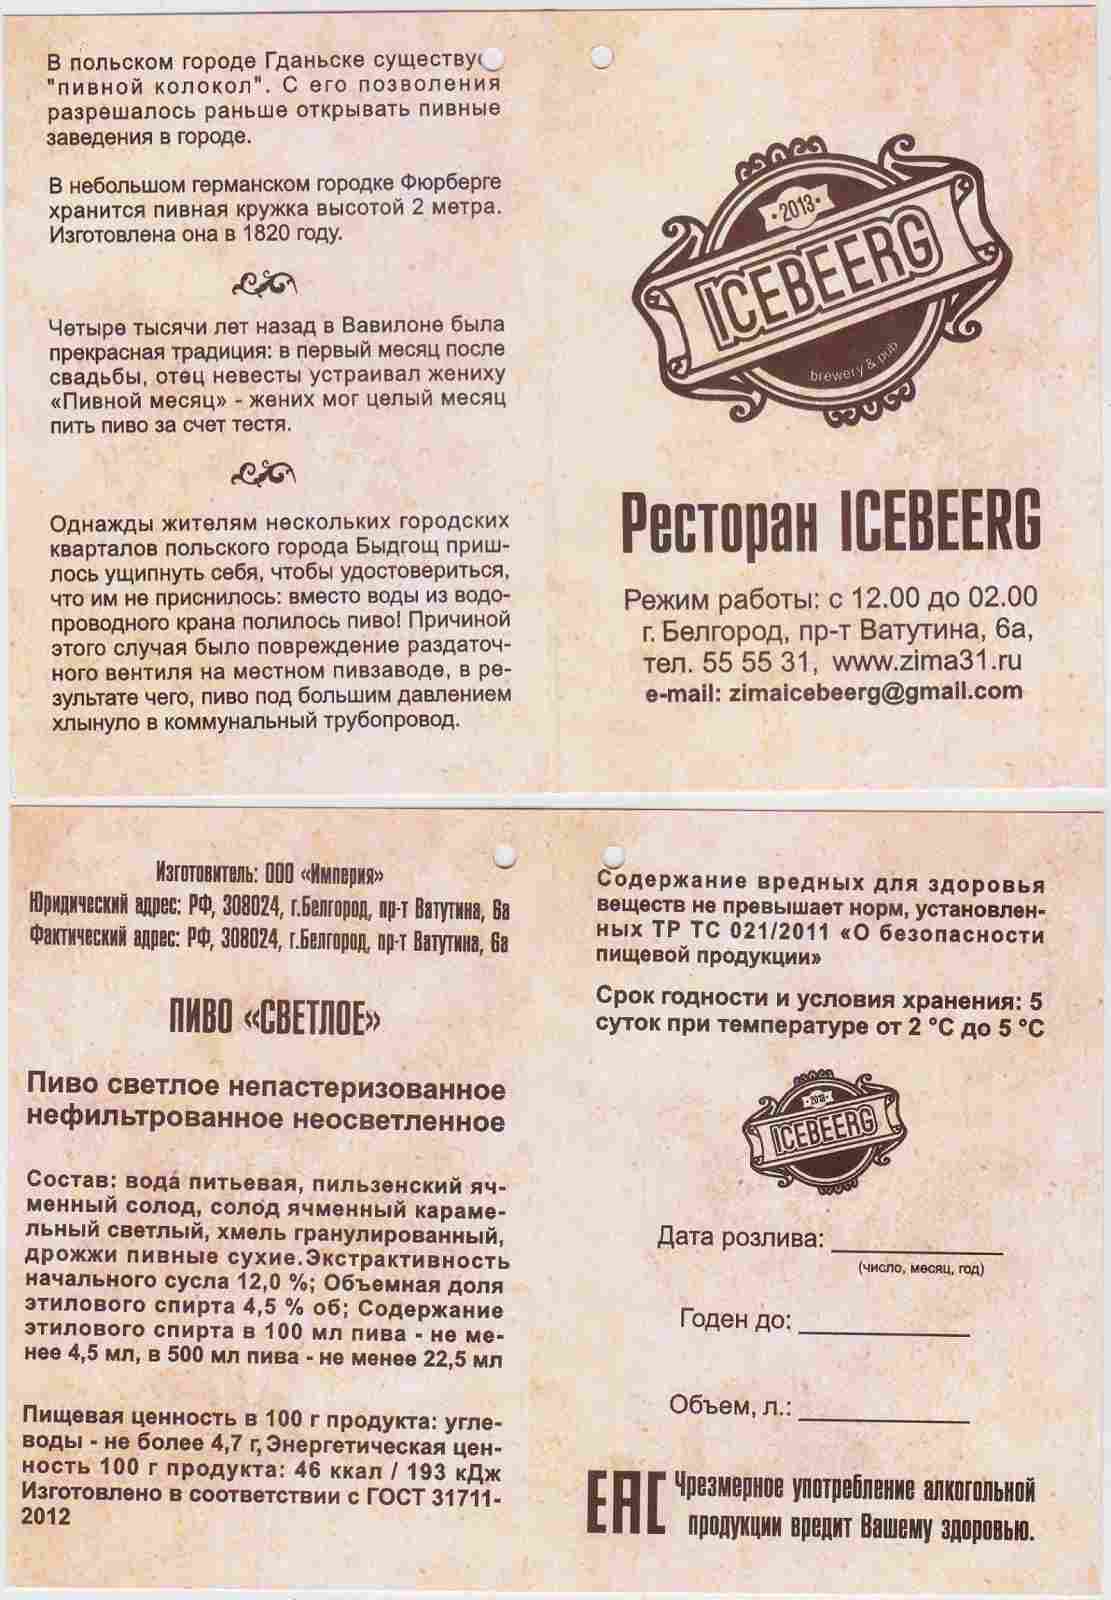 В польском городе Гданьске
"пивной колокол". С его позволения
разрешалось раньше открывать пивные
заведения в городе.
В небольшом германском городке Фюрберге
хранится пивная кружка высотой 2 метра.
Изготовлена она в 1820 году.
Четыре тысячи лет назад в Вавилоне была
прекрасная традиция: в первый месяц после
свадьбы, отец невесты устраивал жениху
«Пивной месяц» - жених мог целый месяц
пить пиво за счет тестя.
Однажды жителям нескольких городских
кварталов польского города Быдгощ приш-
лось ущипнуть себя, чтобы удостовериться,
что им не приснилось: вместо воды из водо-
проводного крана полилось пиво! Причиной
этого случая было повреждение раздаточ-
ного вентиля на местном пивзаводе, в ре-
зультате чего, пиво под большим давлением
хлынуло в коммунальный трубопровод.
·2013·
ICEBEERG
brewery & pub
Ресторан ICEBEERG
Режим работы: с 12.00 до 02.00
г. Белгород, пр-т Ватутина, 6а,
тел. 55 55 31, www.zima31.ru
e-mail: zimaicebeerg@gmail.com
Изготовитель: ООО «Империя»
Юридический адрес: РФ, 308024, г.Белгород, пр-т Ватутина, 6а
Фактический адрес: РФ, 308024, г.Белгород, пр-т Ватутина, 6а
ПИВО «СВЕТЛОЕ»
Пиво светлое непастеризованное
нефильтрованное неосветленное
Состав: вода питьевая, пильзенский яч-
менный солод, солод ячменный караме-
льный светлый, хмель гранулированный,
дрожжи пивные сухие.Экстрактивность
начального сусла 12,0 %; Объемная доля
этилового спирта 4,5 % об; Содержание
этилового спирта в 100 мл пива - не ме-
нее 4,5 мл, в 500 мл пива - не менее 22,5 мл
Пищевая ценность в 100 г продукта: угле-
воды - не более 4,7 г, Энергетическая цен-
ность 100 г продукта: 46 ккал / 193 кДж
Изготовлено в соответствии с ГОСТ 31711-
2012
Содержание вредных для здоровья
веществ не превышает норм, установлен-
ных ТР ТС 021/2011 «О безопасности
пищевой продукции»
Срок годности и условия хранения: 5
суток при температуре от 2 °С до 5 °С
·2013·
ICEBEERG
Дата розлива:
(число, месяц, год)
Годен до:
Объем, л.:
EAC Чрезмерное употребление алкогольной
продукции вредит Вашему здоровью.